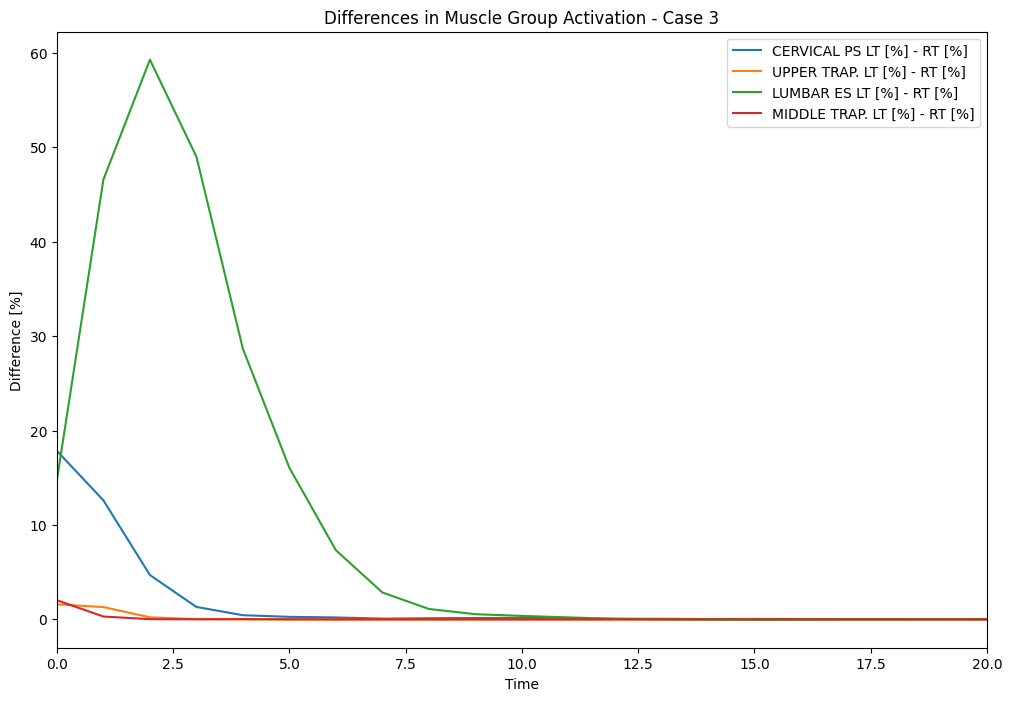 Differences in Muscle Group Activation - Case 3
CERVICAL PS LT [%] - RT [%]
UPPER TRAP. LT [%] - RT [%]
LUMBAR ES LT [%] - RT [%]
MIDDLE TRAP. LT [%] - RT [%]
Difference [%]
60
50
40
30
20
10
0
0.0 2.5 5.0 7.5 10.0 12.5 15.0 17.5 20.0
Time